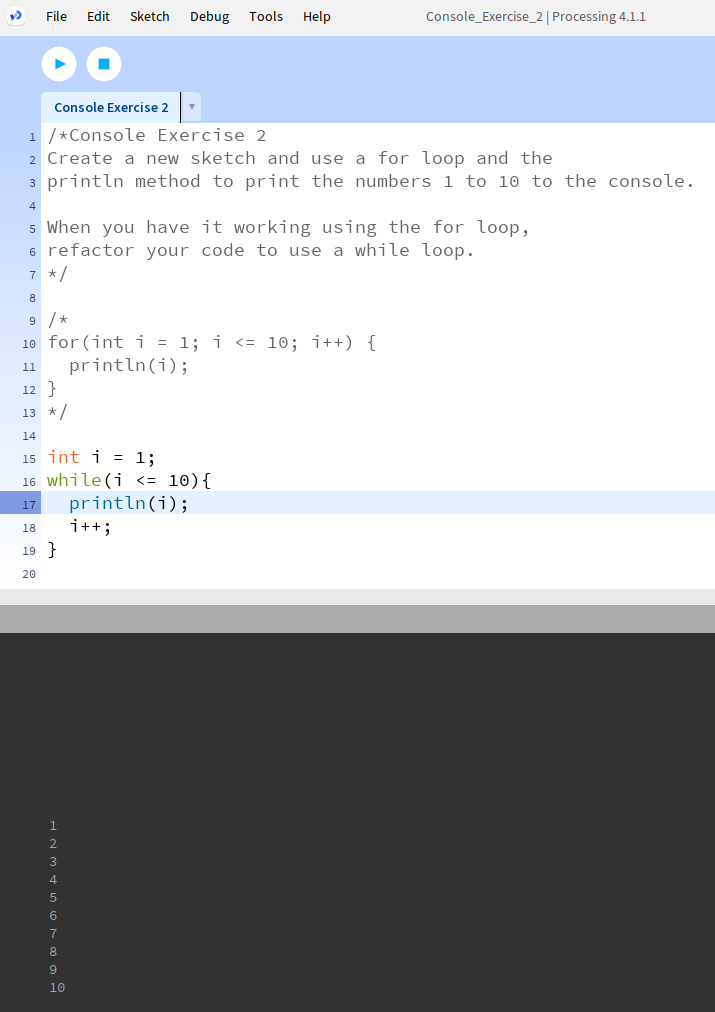 File Edit Sketch Debug Tools Help Console_Exercise_2 | Processing 4.1.1
Console Exercise 2 ▼
1 /*Console Exercise 2
2 Create a new sketch and use a for loop and the
3 println method to print the numbers 1 to 10 to the console.
4
5 When you have it working using the for loop,
6 refactor your code to use a while loop.
7 */
8
9 /*
10 for(int i = 1; i <= 10; i++) {
11   println(i);
12 }
13 */
14
15 int i = 1;
16 while(i <= 10){
17   println(i);
18   i++;
19 }
20
1
2
3
4
5
6
7
8
9
10